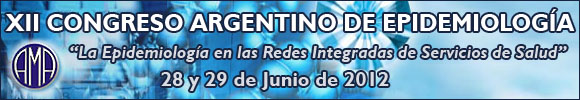 XII CONGRESO ARGENTINO DE EPIDEMIOLOGÍA
“La Epidemiología en las Redes Integradas de Servicios de Salud”
AMA
28 y 29 de Junio de 2012